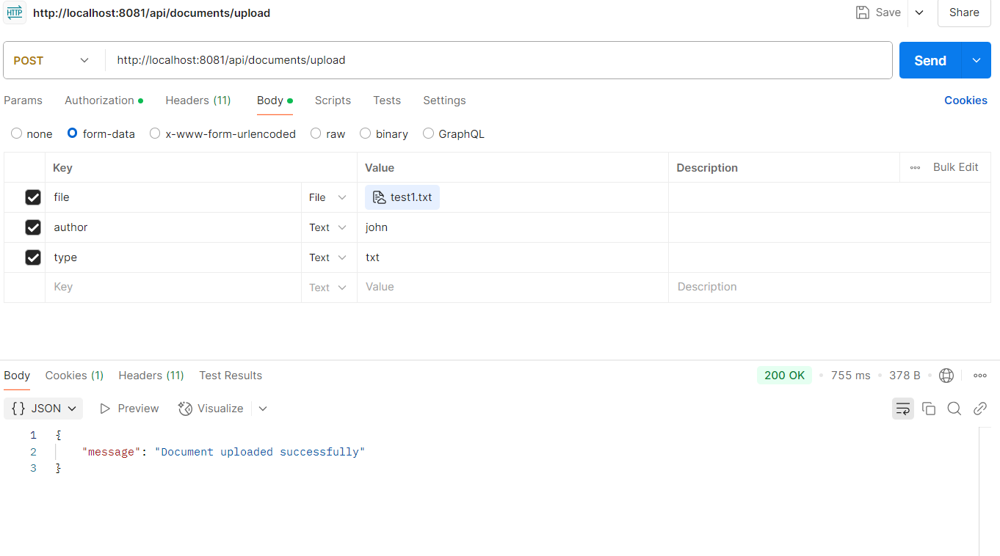 HTTP http://localhost:8081/api/documents/upload Save Share
POST http://localhost:8081/api/documents/upload Send
Params Authorization Headers (11) Body Scripts Tests Settings Cookies
none form-data x-www-form-urlencoded raw binary GraphQL
Key Value Description Bulk Edit
file File test1.txt
author Text john
type Text txt
Key Text Value Description
Body Cookies (1) Headers (11) Test Results 200 OK 755 ms 378 B
{} JSON Preview Visualize
1 {
2 "message": "Document uploaded successfully"
3 }